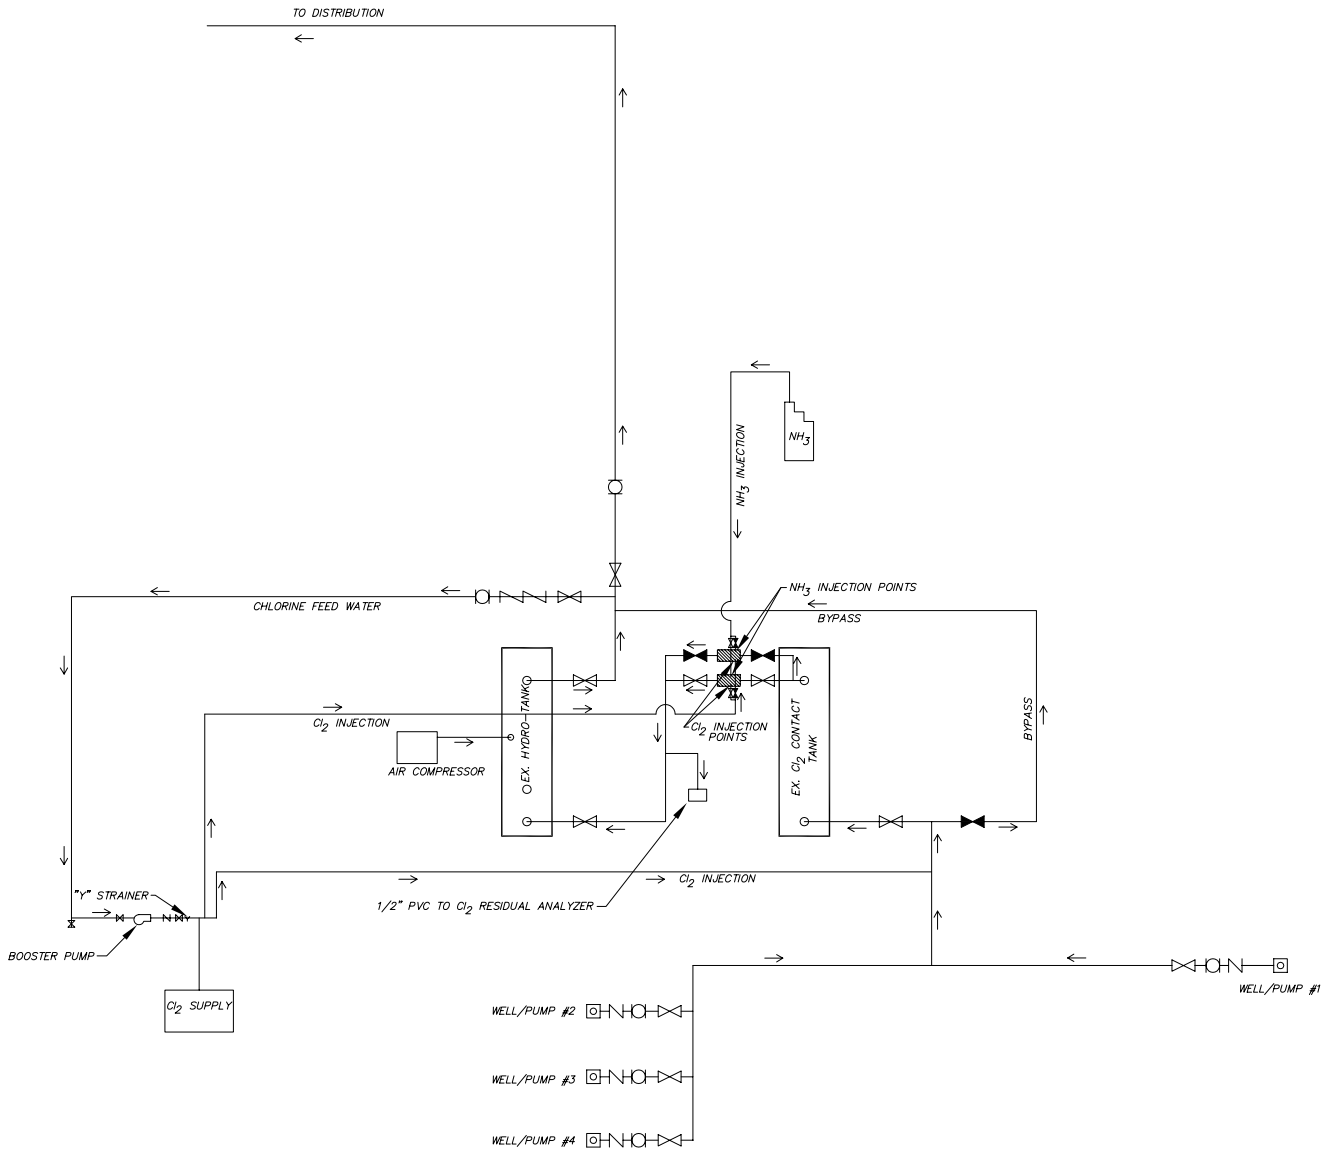 TO DISTRIBUTION
NH3
NH3 INJECTION
NH3 INJECTION POINTS
BYPASS
CHLORINE FEED WATER
EX. HYDRO-TANK
Cl2 INJECTION
Cl2 INJECTION
POINTS
EX. Cl2 CONTACT
TANK
BYPASS
AIR COMPRESSOR
Cl2 INJECTION
"Y" STRAINER
1/2" PVC TO Cl2 RESIDUAL ANALYZER
BOOSTER PUMP
Cl2 SUPPLY
WELL/PUMP #1
WELL/PUMP #2
WELL/PUMP #3
WELL/PUMP #4